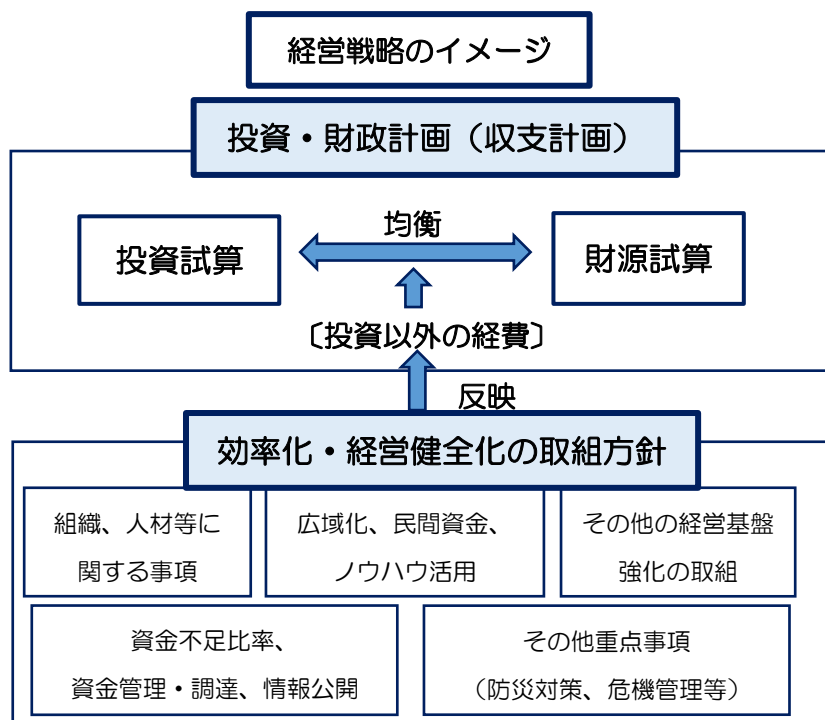 経営戦略のイメージ
投資・財政計画（収支計画）
均衡
投資試算
財源試算
〔投資以外の経費〕
反映
効率化・経営健全化の取組方針
組織、人材等に
関する事項
広域化、民間資金、
ノウハウ活用
その他の経営基盤
強化の取組
資金不足比率、
資金管理・調達、情報公開
その他重点事項
（防災対策、危機管理等）